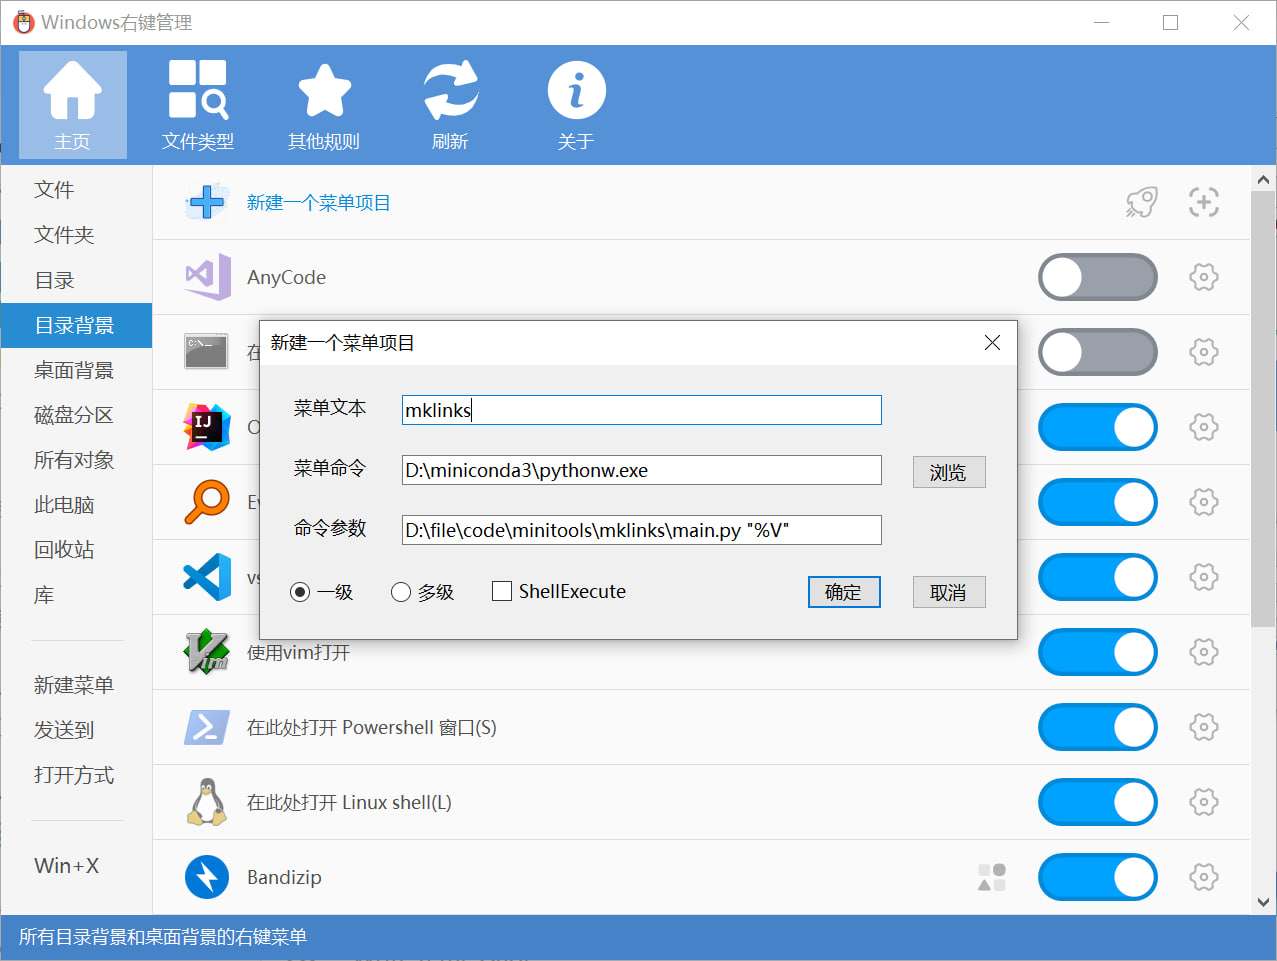 Windows右键管理
主页
文件类型
其他规则
刷新
关于
文件
文件夹
目录
目录背景
桌面背景
磁盘分区
所有对象
此电脑
回收站
库
新建菜单
发送到
打开方式
Win+X
新建一个菜单项目
AnyCode
C:\
在
IJ
O
vs
使用vim打开
Vim
在此处打开 Powershell 窗口(S)
在此处打开 Linux shell(L)
Bandizip
新建一个菜单项目
菜单文本
mklinks
菜单命令
D:\miniconda3\pythonw.exe
浏览
命令参数
D:\file\code\minitools\mklinks\main.py "%V"
一级
多级
ShellExecute
确定
取消
所有目录背景和桌面背景的右键菜单